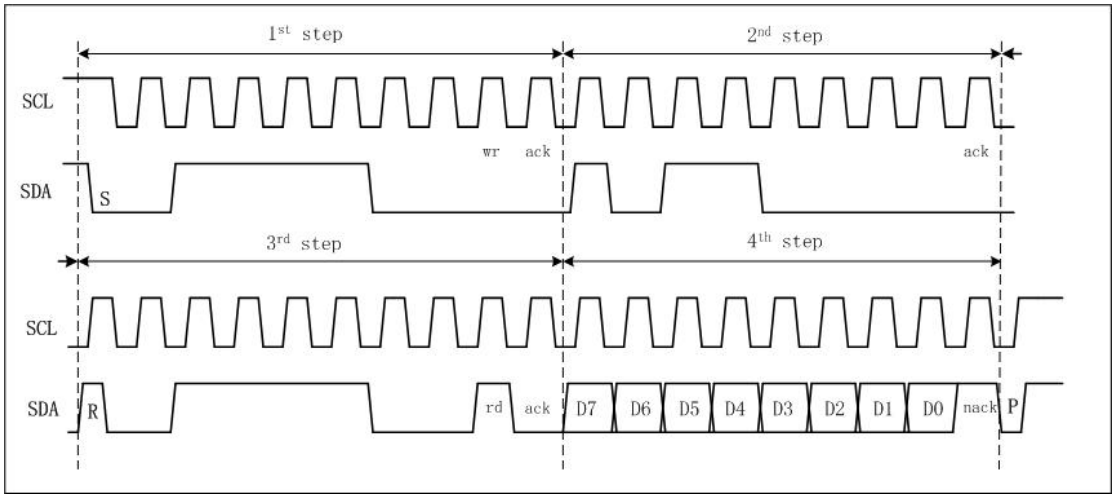 1st step 2nd step
SCL
wr ack ack
SDA S
3rd step 4th step
SCL
SDA R rd ack D7 D6 D5 D4 D3 D2 D1 D0 nack P